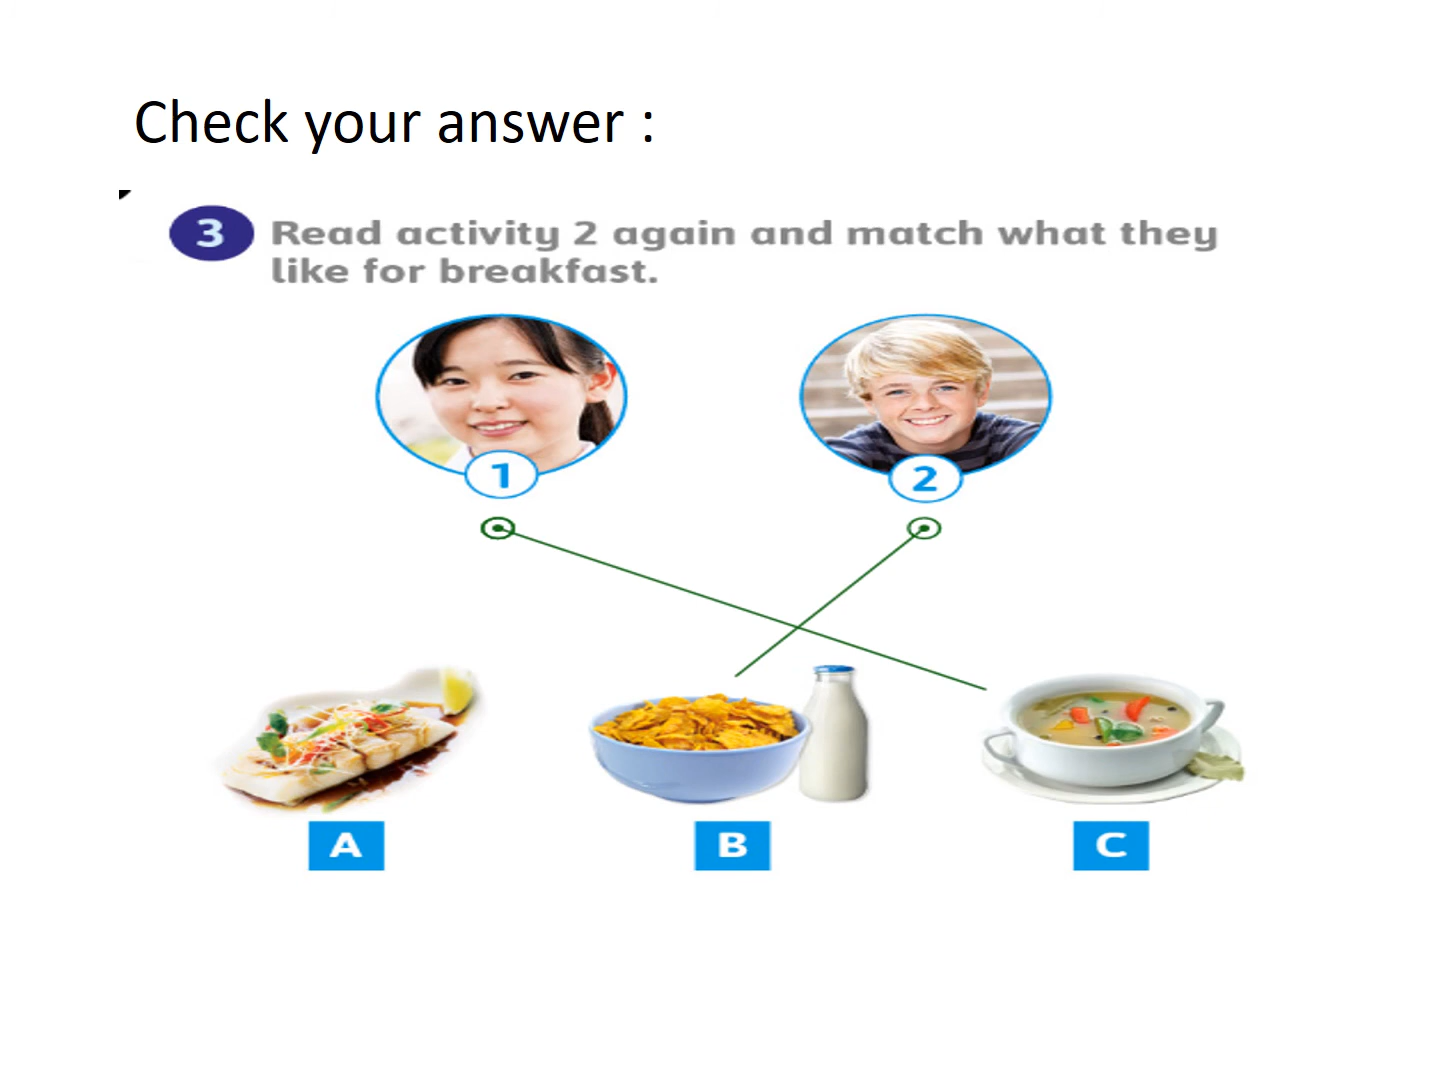 Check your answer :
3 Read activity 2 again and match what they
like for breakfast.
1 2
A B C